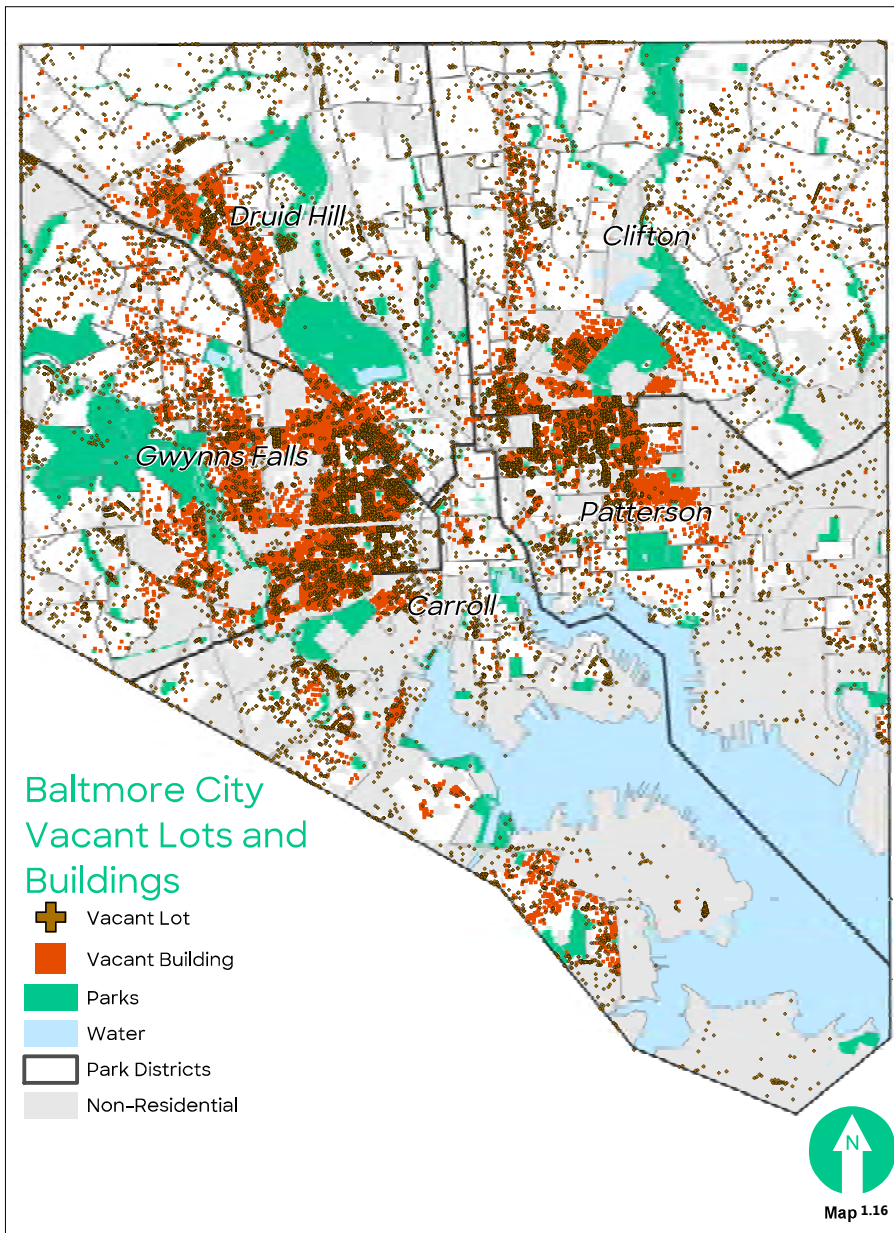 Druid Hill
Clifton
Gwynns Falls
Patterson
Carroll
Baltmore City
Vacant Lots and
Buildings
Vacant Lot
Vacant Building
Parks
Water
Park Districts
Non-Residential
N
Map 1.16